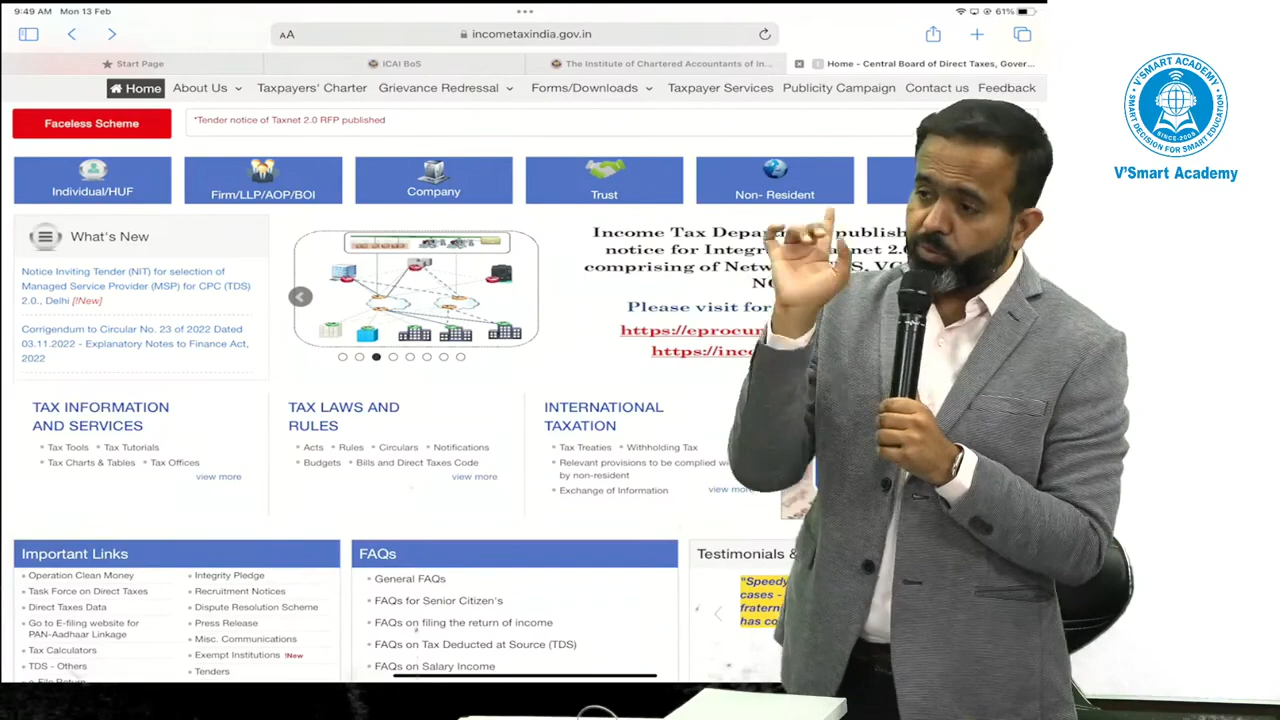 9:49 AM Mon 13 Feb
61%
AA
incometaxindia.gov.in
Start Page
ICAI BoS
The Institute of Chartered Accountants of In...
Home - Central Board of Direct Taxes, Gover...
Home
About Us
Taxpayers' Charter
Grievance Redressal
Forms/Downloads
Taxpayer Services
Publicity Campaign
Contact us
Feedback
Faceless Scheme
*Tender notice of Taxnet 2.0 RFP published
Individual/HUF
Firm/LLP/AOP/BOI
Company
Trust
Non- Resident
What's New
Notice Inviting Tender (NIT) for selection of
Managed Service Provider (MSP) for CPC (TDS)
2.0., Delhi [!New]
Corrigendum to Circular No. 23 of 2022 Dated
03.11.2022 - Explanatory Notes to Finance Act,
2022
Income Tax
notice for
comprising of
Please visit for
TAX INFORMATION
AND SERVICES
Tax Tools
Tax Tutorials
Tax Charts & Tables
Tax Offices
view more
TAX LAWS AND
RULES
Acts
Rules
Circulars
Notifications
Budgets
Bills and Direct Taxes Code
view more
INTERNATIONAL
TAXATION
Tax Treaties
Withholding Tax
Relevant provisions to be complied
by non-resident
Exchange of Information
view more
Important Links
Operation Clean Money
Task Force on Direct Taxes
Direct Taxes Data
Go to E-filing website for
PAN-Aadhaar Linkage
Tax Calculators
TDS - Others
Integrity Pledge
Recruitment Notices
Dispute Resolution Scheme
Press Release
Misc. Communications
Exempt Institutions !New
Tenders
FAQs
General FAQs
FAQs for Senior Citizen's
FAQs on filing the return of income
FAQs on Tax Deducted at Source (TDS)
FAQs on Salary Income
Testimonials &
"Speedy
cases -
has
V'SMART ACADEMY
SMART DECISION FOR SMART EDUCATION
SINCE-2008
V'Smart Academy